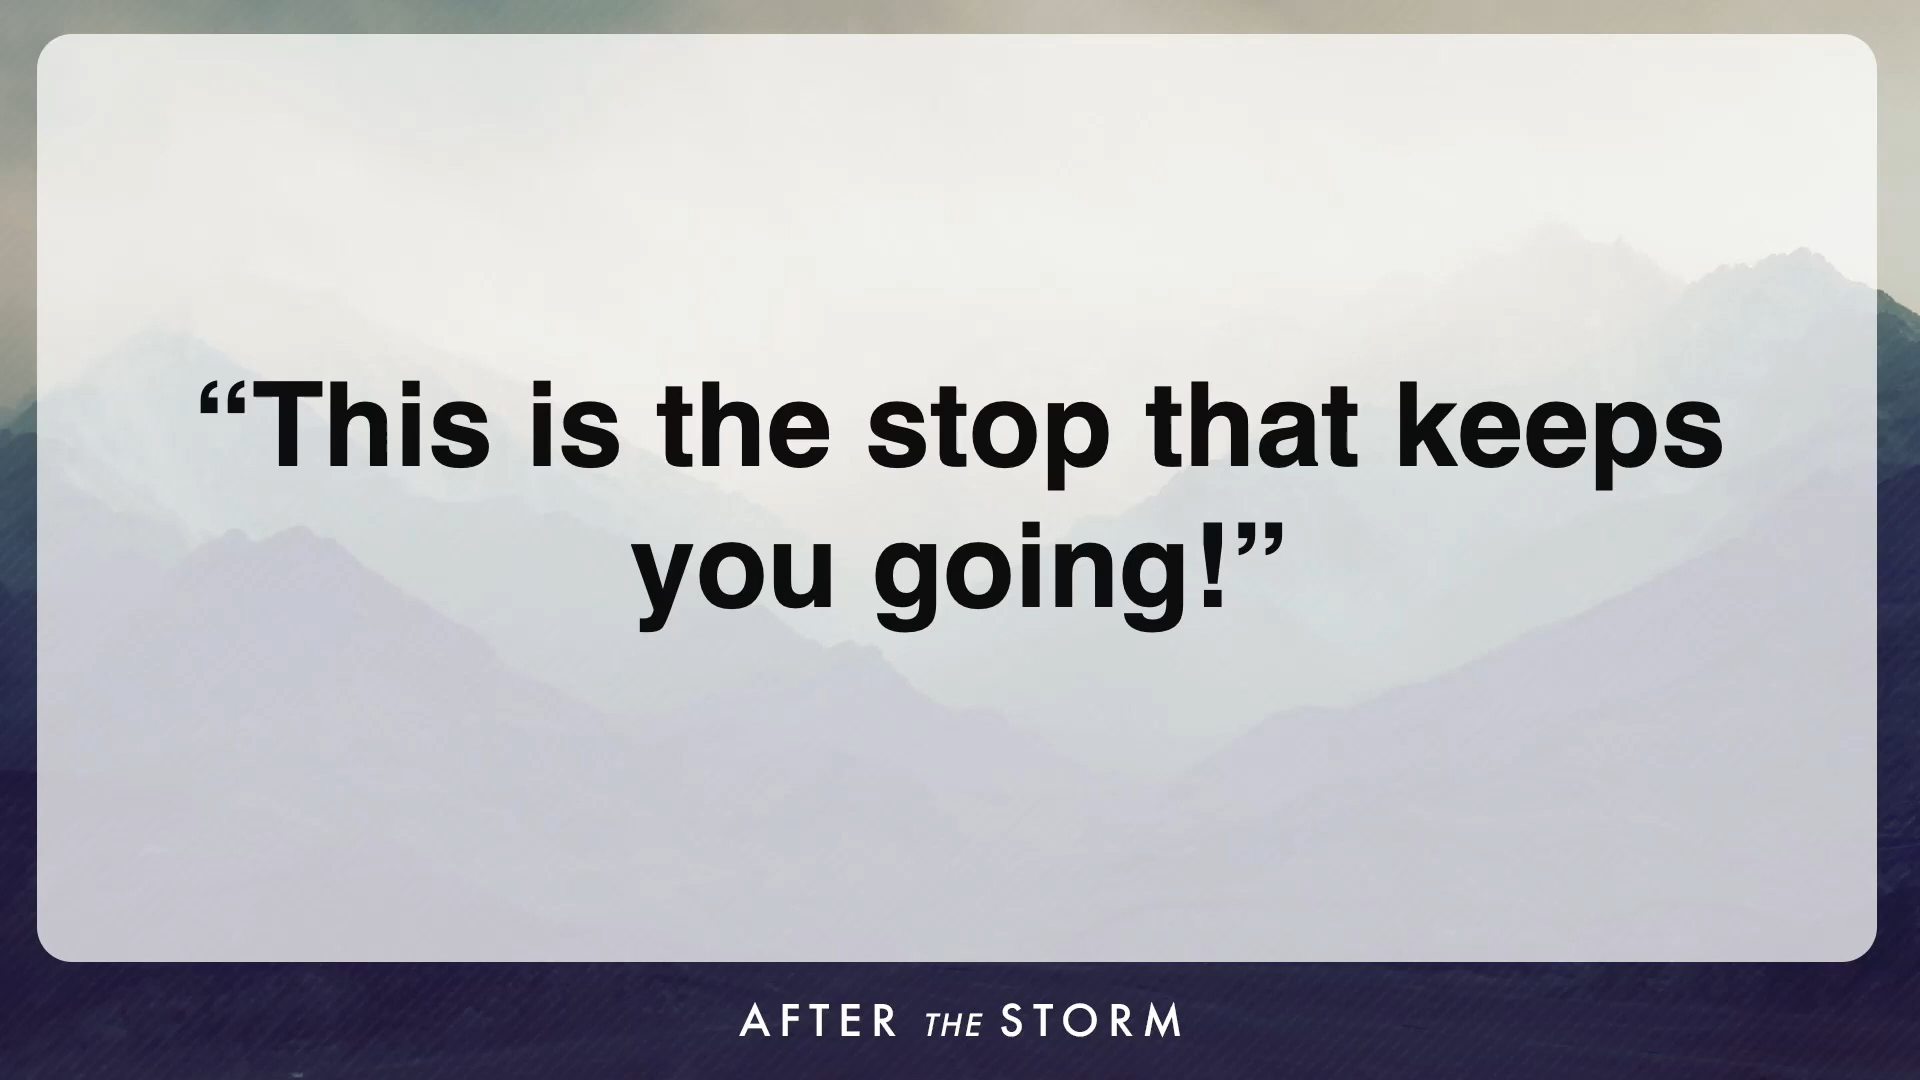 “This is the stop that keeps
you going!”
AFTER THE STORM